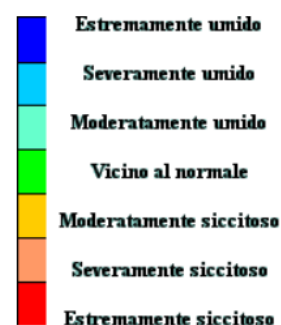 Estremamente umido
Severamente umido
Moderatamente umido
Vicino al normale
Moderatamente siccitoso
Severamente siccitoso
Estremamente siccitoso